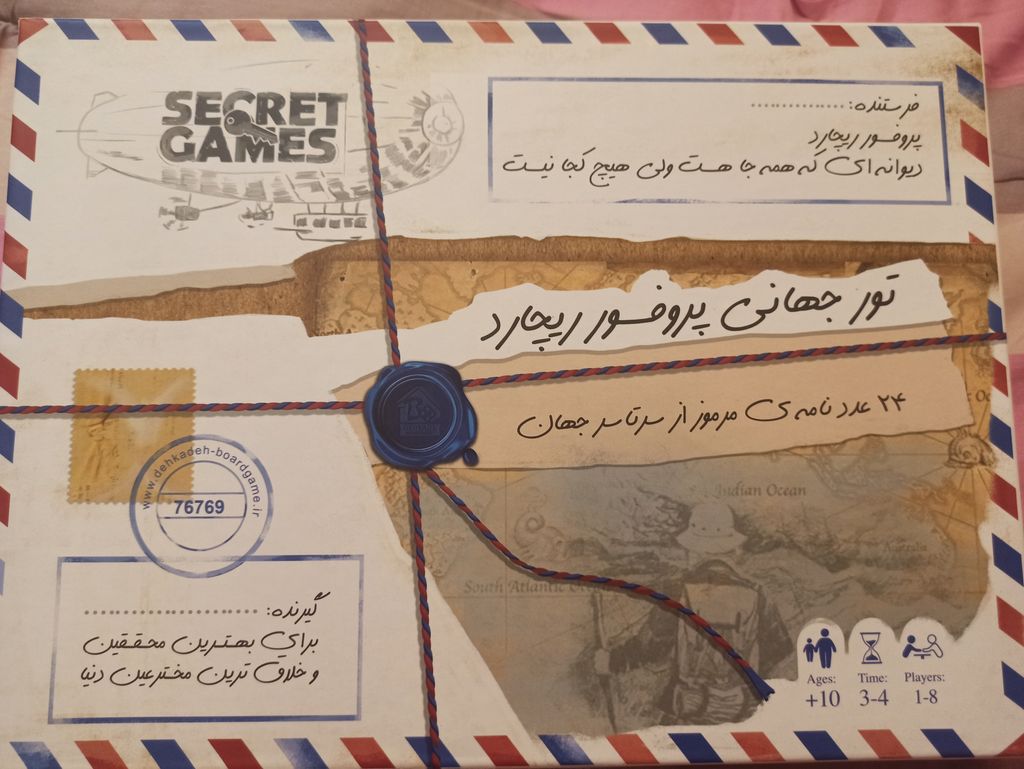 SECRET
GAMES
فرستنده: ................
پروفسور ریچارد
دیوانه ای که همه جا هست ولی هیچ کجا نیست
تور جهانی پروفسور ریچارد
۲۴ عدد نامه ی مرموز از سرتاسر جهان
www.dehkadeh-boardgame.ir
76769
Indian Ocean
Australia
South Atlantic Ocean
گیرنده: ........................
برای بهترین محققین
و خلاق ترین مخترعین دنیا
Ages: Time: Players:
+10 3-4 1-8